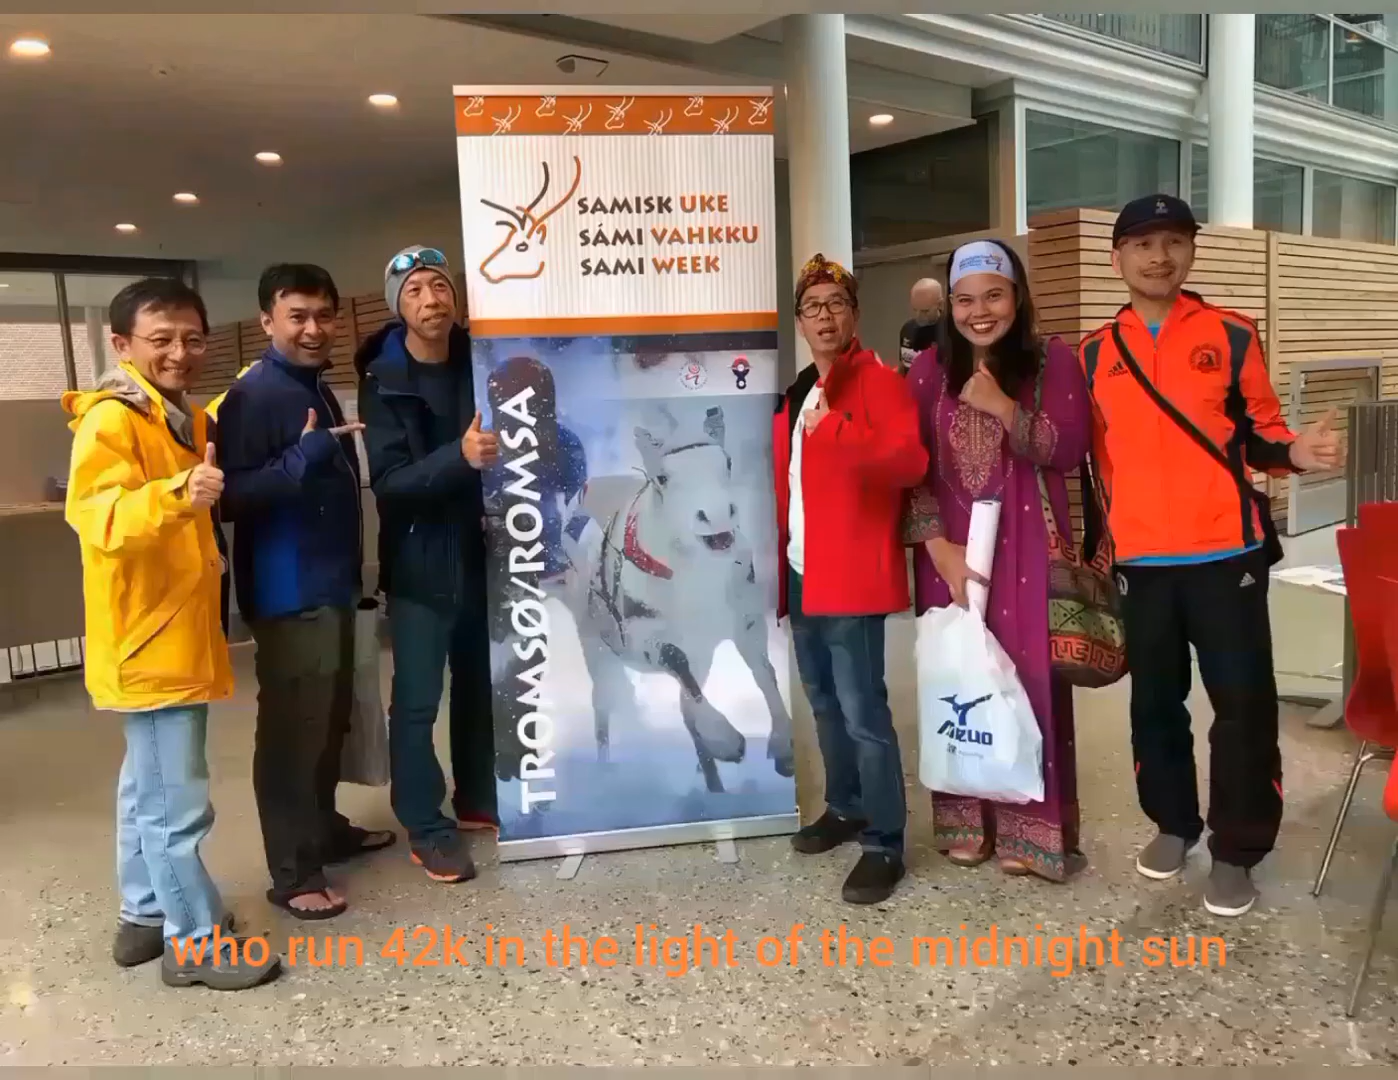 SAMISK UKE
SÁMI VAHKKU
SAMI WEEK
TROMSØ/ROMSA
adidas
MIZUNO
who run 42k in the light of the midnight sun